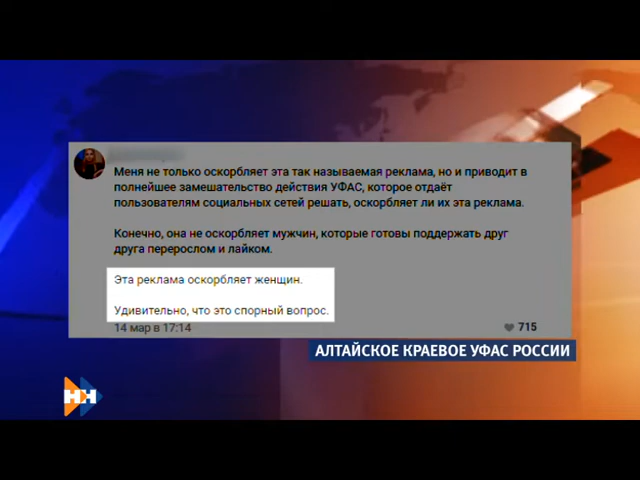 Меня не только оскорбляет эта так называемая реклама, но и приводит в
полнейшее замешательство действия УФАС, которое отдаёт
пользователям социальных сетей решать, оскорбляет ли их эта реклама.
Конечно, она не оскорбляет мужчин, которые готовы поддержать друг
друга перерослом и лайком.
Эта реклама оскорбляет женщин.
Удивительно, что это спорный вопрос.
14 мар в 17:14
715
АЛТАЙСКОЕ КРАЕВОЕ УФАС РОССИИ
НН